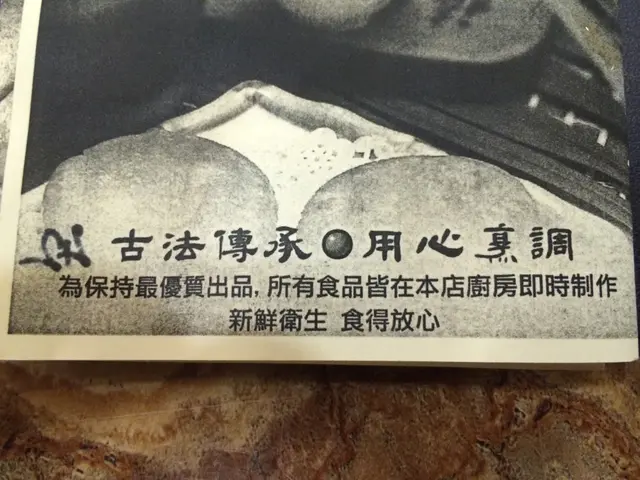 古法傳承●用心烹調
為保持最優質出品, 所有食品皆在本店廚房即時制作
新鮮衛生 食得放心